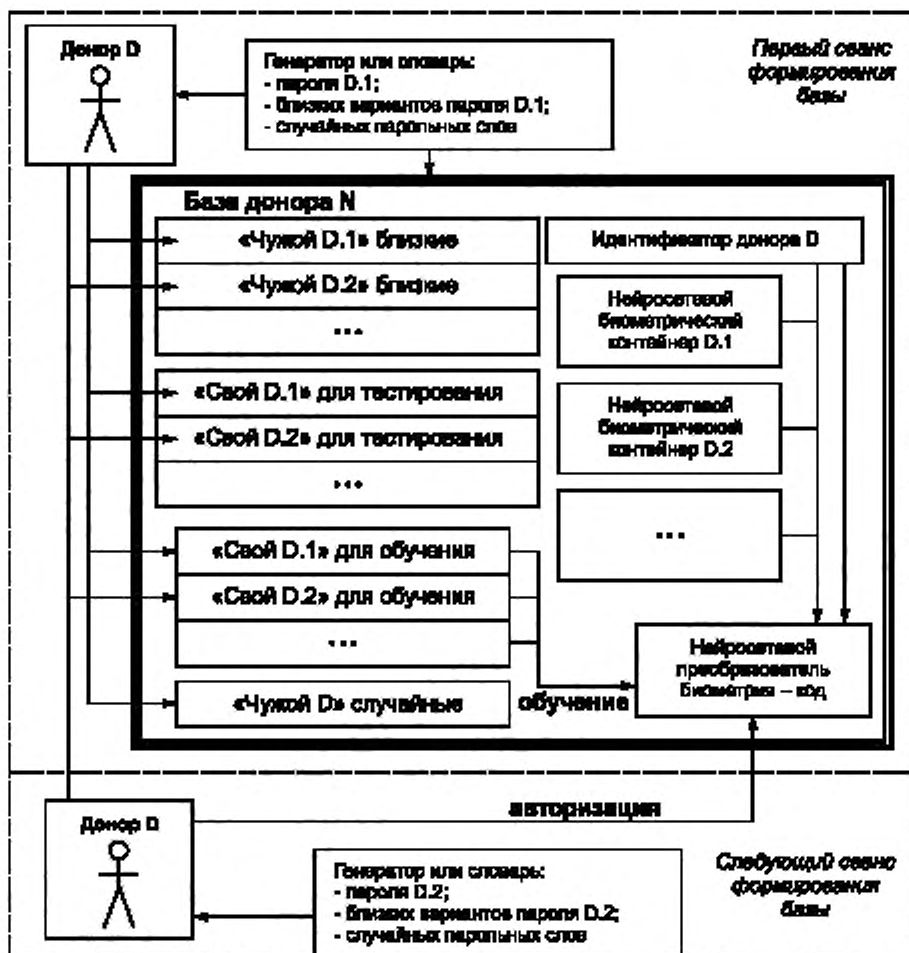 Донор D
Генератор или словарь:
- пароля D.1;
- близких вариантов пароля D.1;
- случайных парольных слов
Первый сеанс
формирования
базы
База донора N
«Чужой D.1» близкие
«Чужой D.2» близкие
...
«Свой D.1» для тестирования
«Свой D.2» для тестирования
...
«Свой D.1» для обучения
«Свой D.2» для обучения
...
«Чужой D» случайные
Идентификатор донора D
Нейросетевой
биометрический
контейнер D.1
Нейросетевой
биометрический
контейнер D.2
...
Нейросетевой
преобразователь
Биометрия – код
обучение
авторизация
Донор D
Генератор или словарь:
- пароля D.2;
- близких вариантов пароля D.2;
- случайных парольных слов
Следующий сеанс
формирования
базы